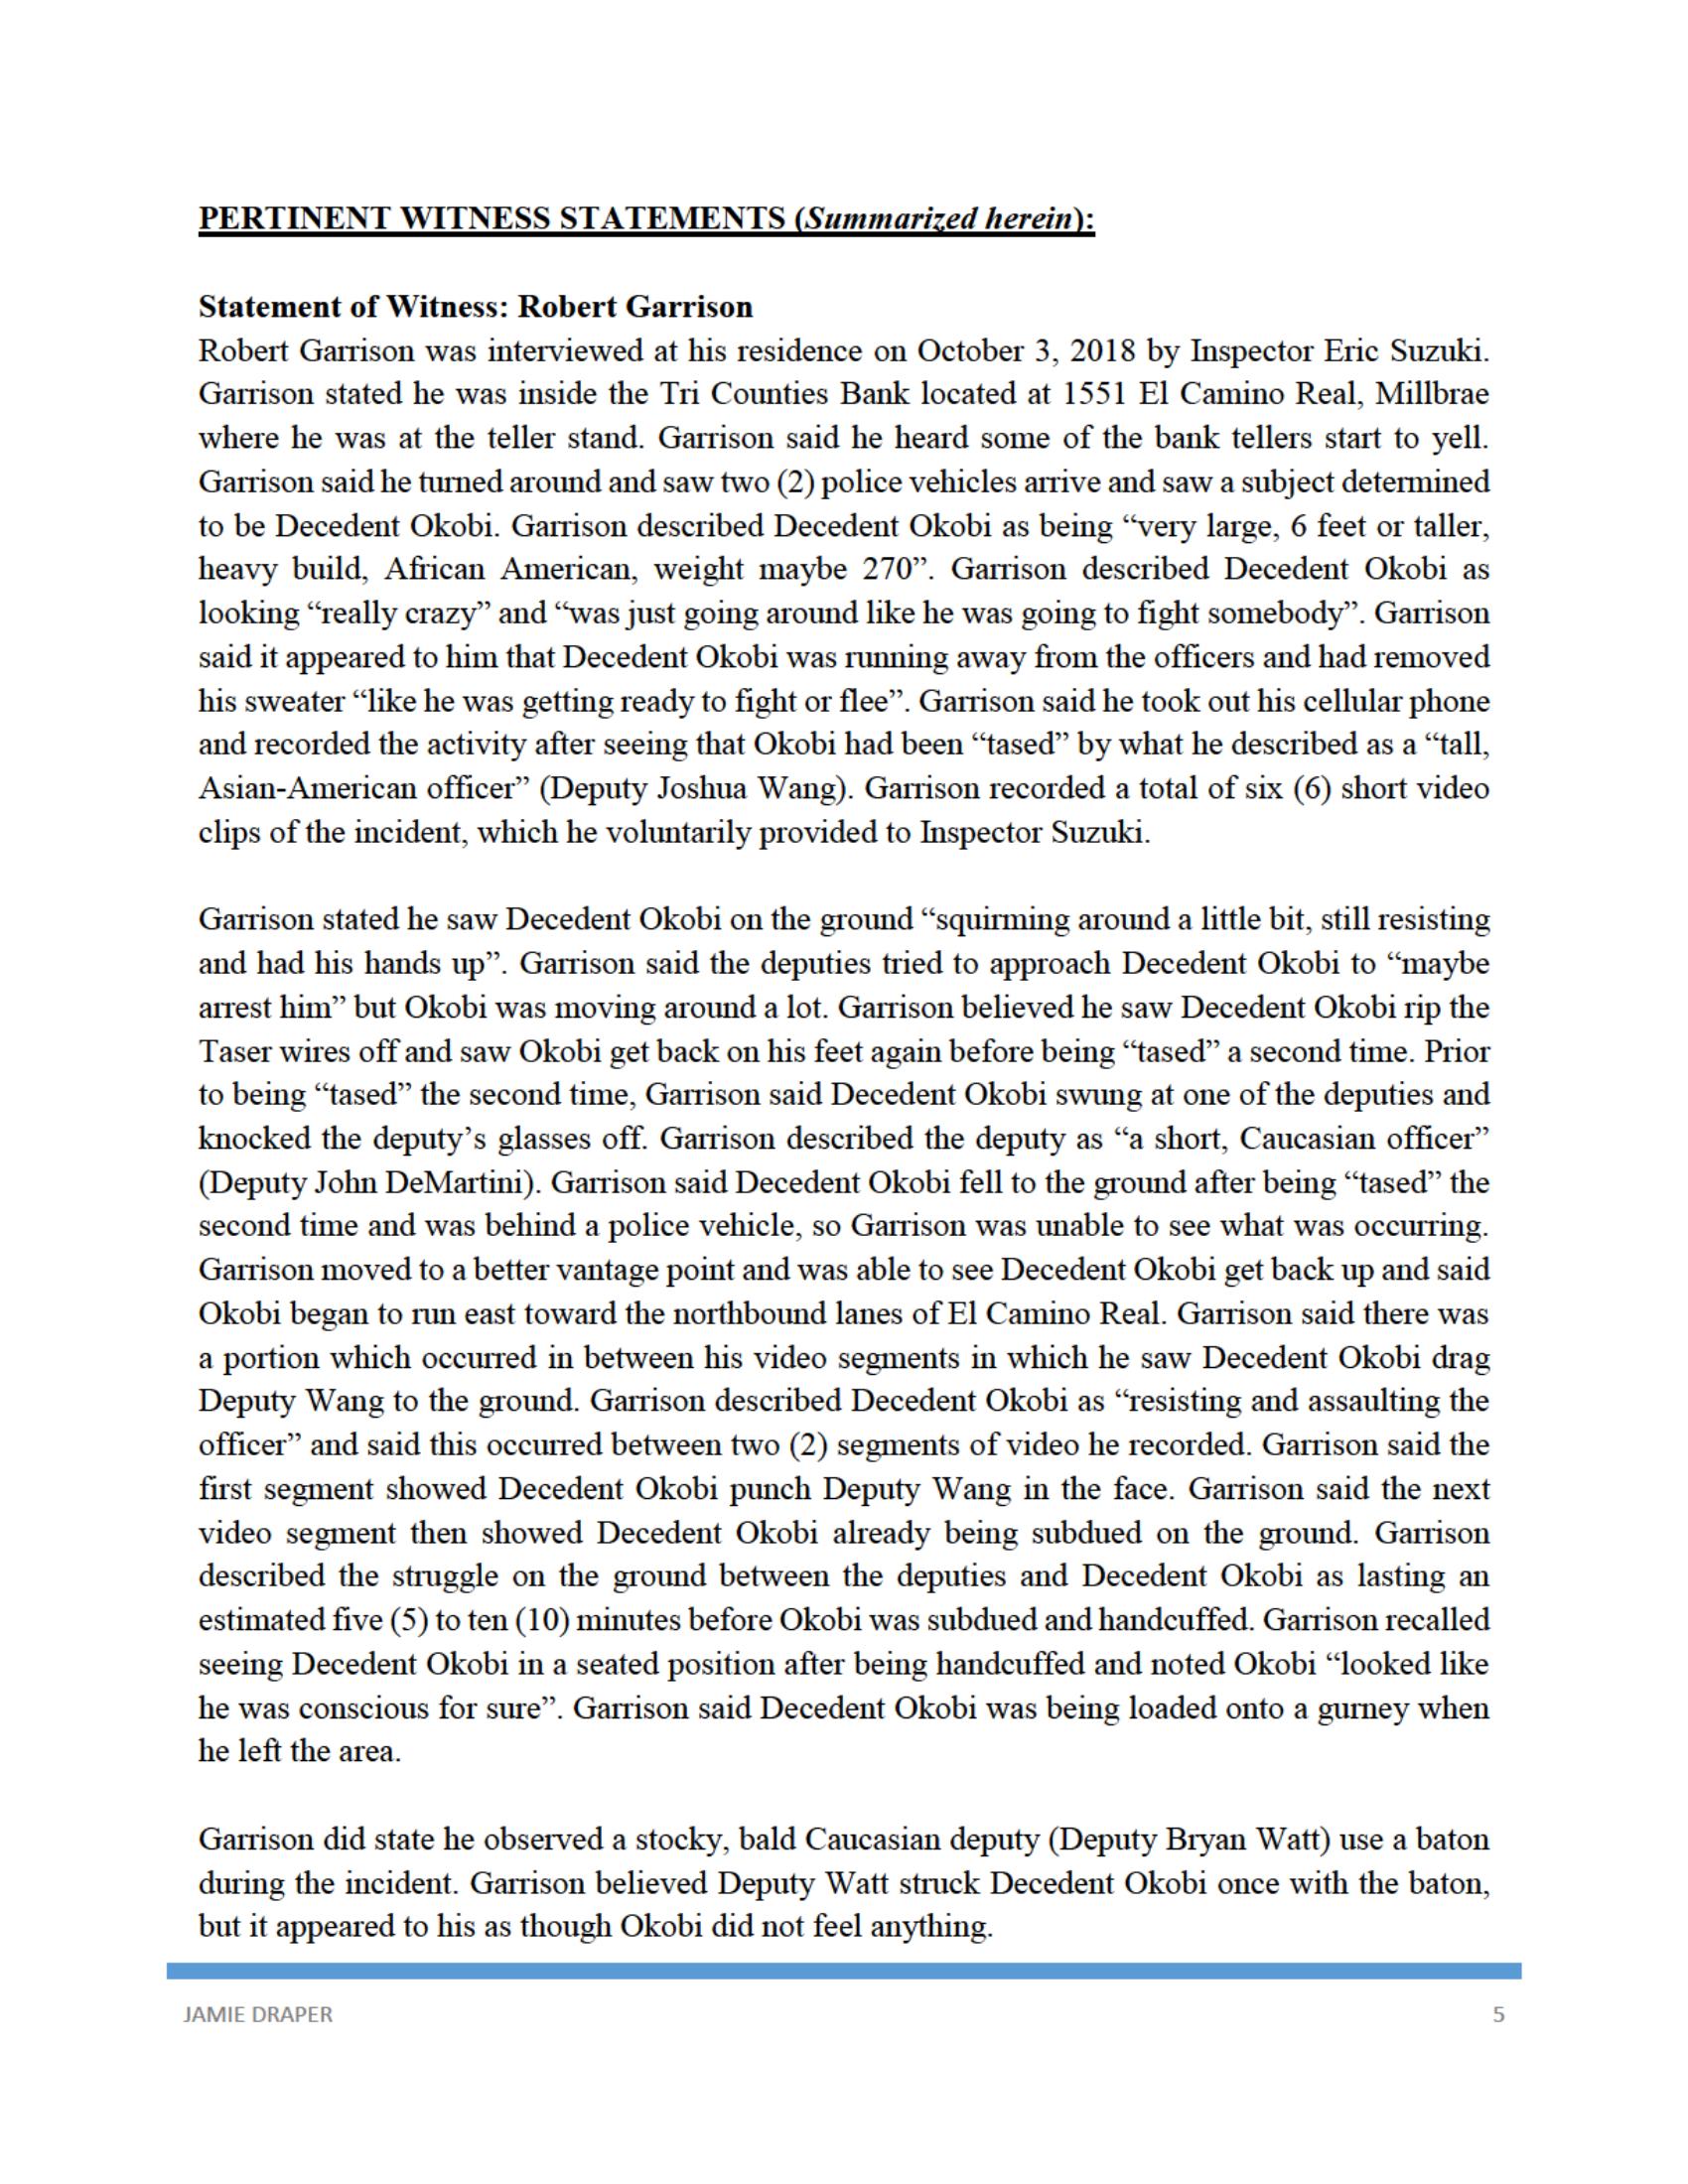 PERTINENT WITNESS STATEMENTS (Summarized herein):
Statement of Witness: Robert Garrison
Robert Garrison was interviewed at his residence on October 3, 2018 by Inspector Eric Suzuki.
Garrison stated he was inside the Tri Counties Bank located at 1551 El Camino Real, Millbrae
where he was at the teller stand. Garrison said he heard some of the bank tellers start to yell.
Garrison said he turned around and saw two (2) police vehicles arrive and saw a subject determined
to be Decedent Okobi. Garrison described Decedent Okobi as being “very large, 6 feet or taller,
heavy build, African American, weight maybe 270”. Garrison described Decedent Okobi as
looking “really crazy” and “was just going around like he was going to fight somebody”. Garrison
said it appeared to him that Decedent Okobi was running away from the officers and had removed
his sweater “like he was getting ready to fight or flee”. Garrison said he took out his cellular phone
and recorded the activity after seeing that Okobi had been “tased” by what he described as a “tall,
Asian-American officer” (Deputy Joshua Wang). Garrison recorded a total of six (6) short video
clips of the incident, which he voluntarily provided to Inspector Suzuki.
Garrison stated he saw Decedent Okobi on the ground “squirming around a little bit, still resisting
and had his hands up”. Garrison said the deputies tried to approach Decedent Okobi to “maybe
arrest him” but Okobi was moving around a lot. Garrison believed he saw Decedent Okobi rip the
Taser wires off and saw Okobi get back on his feet again before being “tased” a second time. Prior
to being “tased” the second time, Garrison said Decedent Okobi swung at one of the deputies and
knocked the deputy’s glasses off. Garrison described the deputy as “a short, Caucasian officer”
(Deputy John DeMartini). Garrison said Decedent Okobi fell to the ground after being “tased” the
second time and was behind a police vehicle, so Garrison was unable to see what was occurring.
Garrison moved to a better vantage point and was able to see Decedent Okobi get back up and said
Okobi began to run east toward the northbound lanes of El Camino Real. Garrison said there was
a portion which occurred in between his video segments in which he saw Decedent Okobi drag
Deputy Wang to the ground. Garrison described Decedent Okobi as “resisting and assaulting the
officer” and said this occurred between two (2) segments of video he recorded. Garrison said the
first segment showed Decedent Okobi punch Deputy Wang in the face. Garrison said the next
video segment then showed Decedent Okobi already being subdued on the ground. Garrison
described the struggle on the ground between the deputies and Decedent Okobi as lasting an
estimated five (5) to ten (10) minutes before Okobi was subdued and handcuffed. Garrison recalled
seeing Decedent Okobi in a seated position after being handcuffed and noted Okobi “looked like
he was conscious for sure”. Garrison said Decedent Okobi was being loaded onto a gurney when
he left the area.
Garrison did state he observed a stocky, bald Caucasian deputy (Deputy Bryan Watt) use a baton
during the incident. Garrison believed Deputy Watt struck Decedent Okobi once with the baton,
but it appeared to his as though Okobi did not feel anything.
JAMIE DRAPER 5